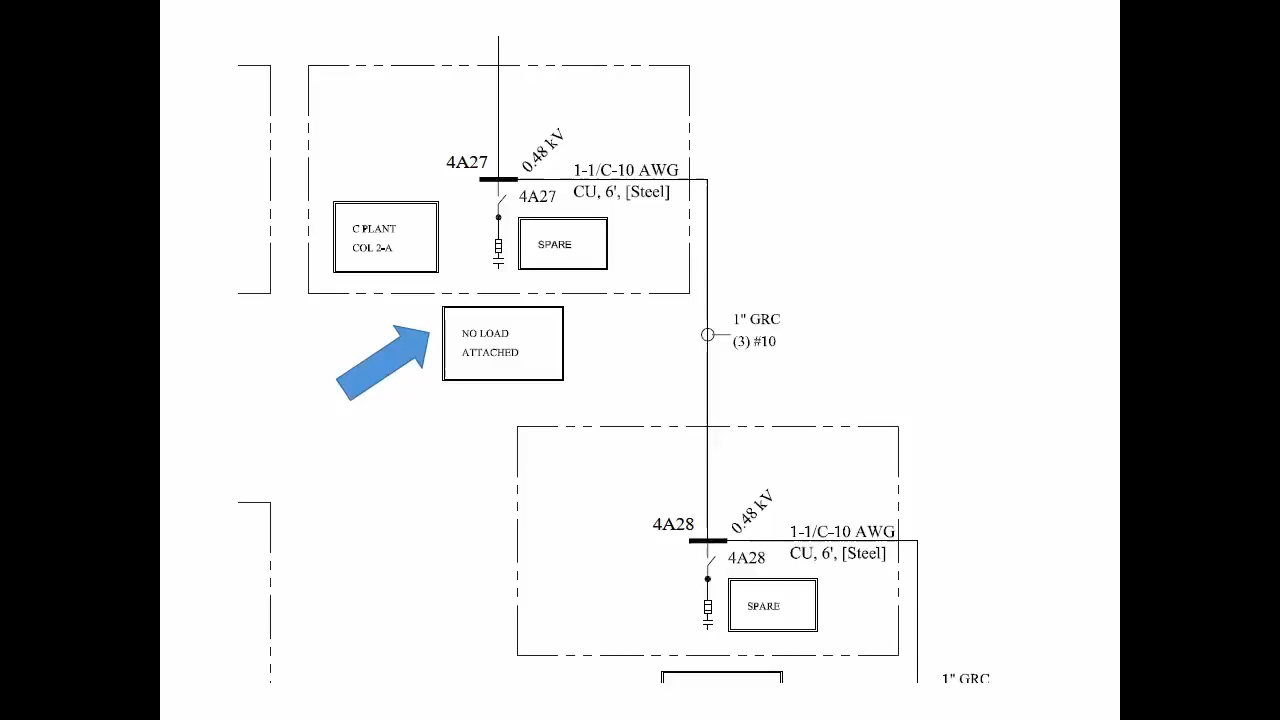 4A27
0.48 kV
1-1/C-10 AWG
CU, 6', [Steel]
4A27
C PLANT
COL 2-A
SPARE
NO LOAD
ATTACHED
1" GRC
(3) #10
4A28
0.48 kV
1-1/C-10 AWG
CU, 6', [Steel]
4A28
SPARE
1" GRC